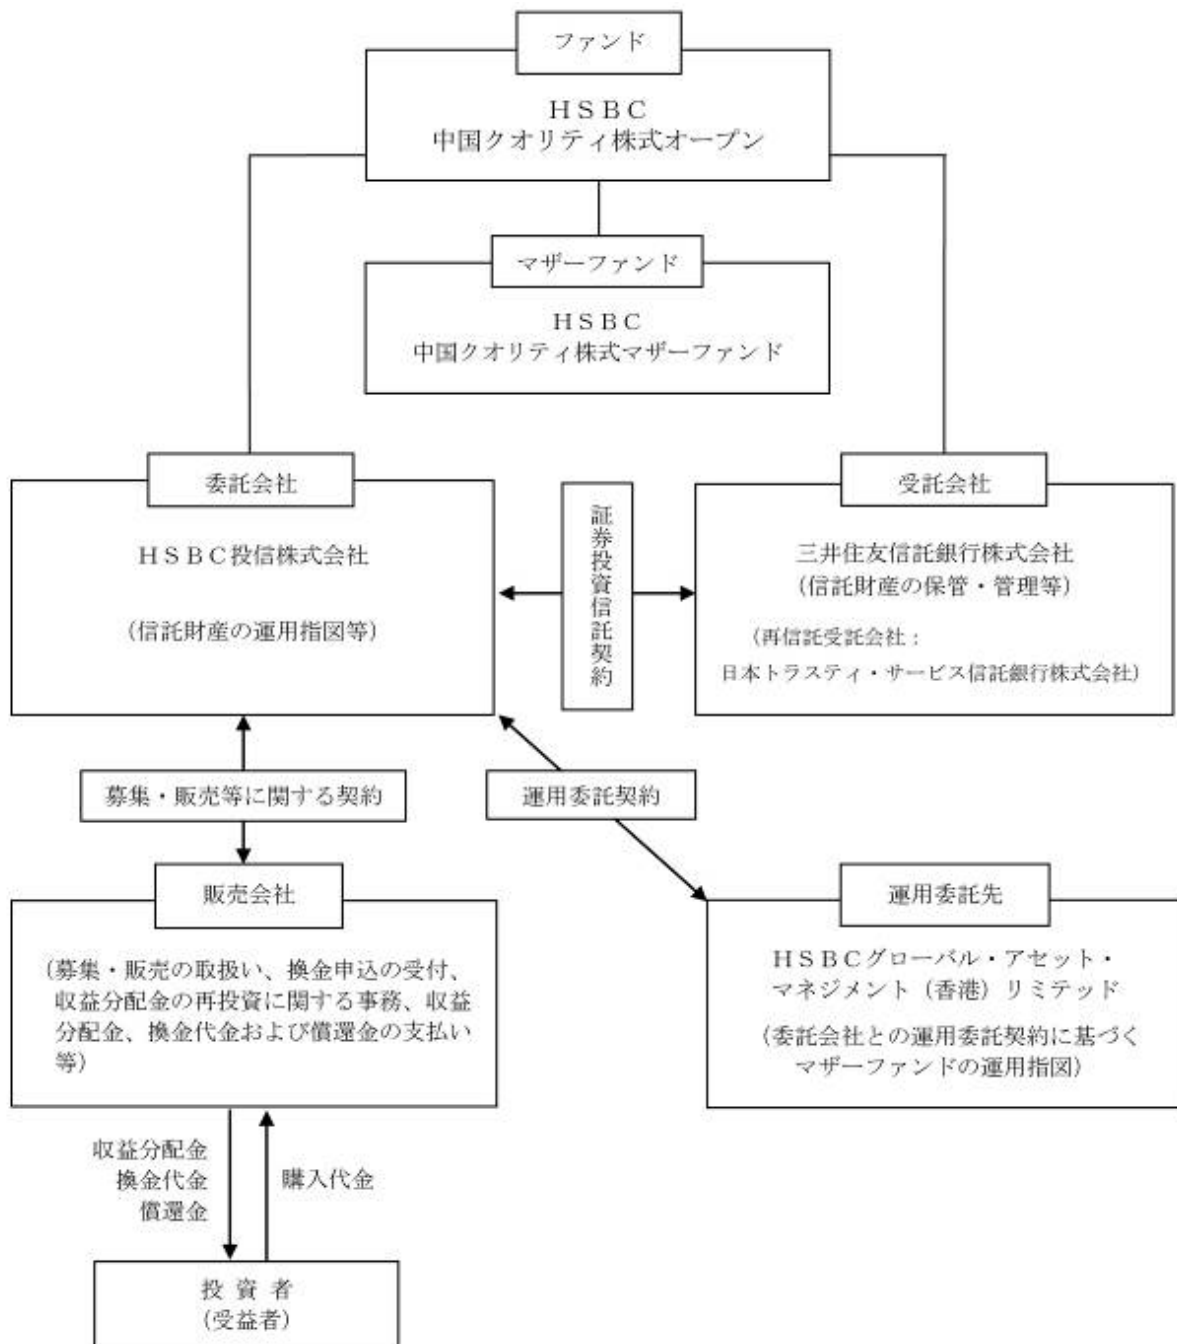 ファンド
ＨＳＢＣ
中国クオリティ株式オープン
マザーファンド
ＨＳＢＣ
中国クオリティ株式マザーファンド
委託会社
ＨＳＢＣ投信株式会社
（信託財産の運用指図等）
証券投資信託契約
受託会社
三井住友信託銀行株式会社
（信託財産の保管・管理等）
（再信託受託会社：
日本トラスティ・サービス信託銀行株式会社）
募集・販売等に関する契約
運用委託契約
販売会社
（募集・販売の取扱い、換金申込の受付、
収益分配金の再投資に関する事務、収益
分配金、換金代金および償還金の支払い
等）
運用委託先
ＨＳＢＣグローバル・アセット・
マネジメント（香港）リミテッド
（委託会社との運用委託契約に基づく
マザーファンドの運用指図）
収益分配金
換金代金
償還金
購入代金
投 資 者
（受益者）